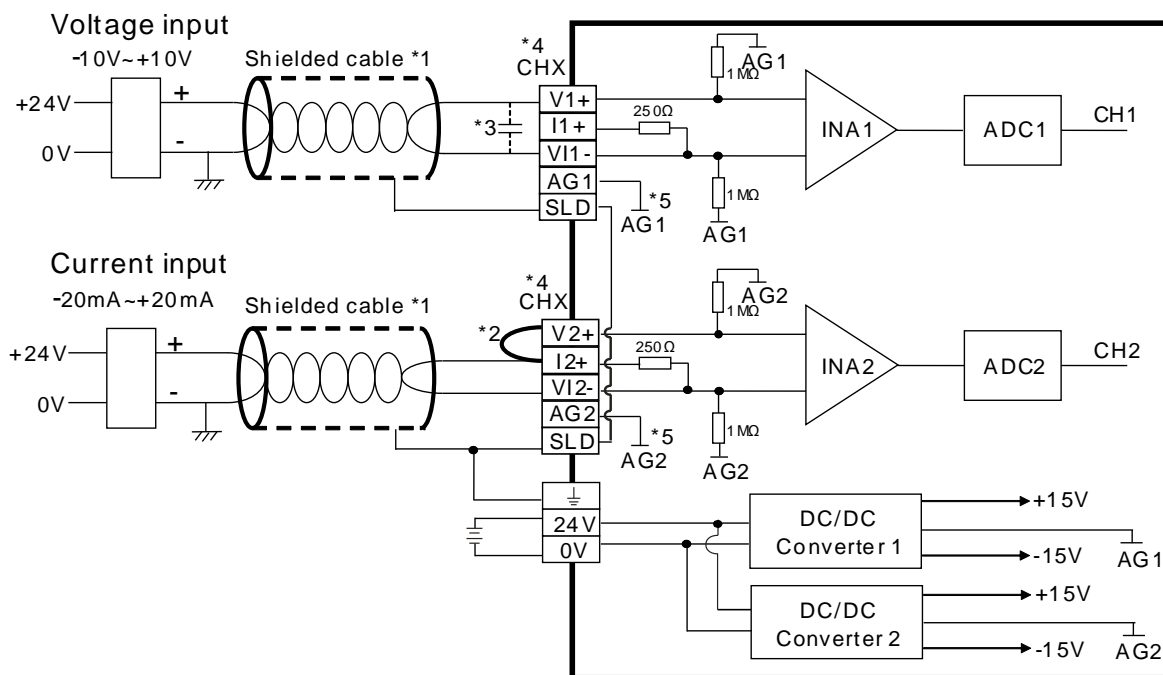 Voltage input
-10V~+10V
Shielded cable *1
*4
CHX
AG1
1MΩ
+24V
+
V1+
250Ω
*3
I1+
INA1
ADC1
CH1
0V
-
VI1-
AG1
*5
1MΩ
SLD
AG1
AG1
Current input
-20mA~+20mA
Shielded cable *1
*4
CHX
AG2
1MΩ
*2
V2+
+24V
+
I2+
250Ω
INA2
ADC2
CH2
0V
-
VI2-
AG2
*5
1MΩ
SLD
AG2
AG2
24V
0V
DC/DC
Converter 1
+15V
-15V
AG1
DC/DC
Converter 2
+15V
-15V
AG2